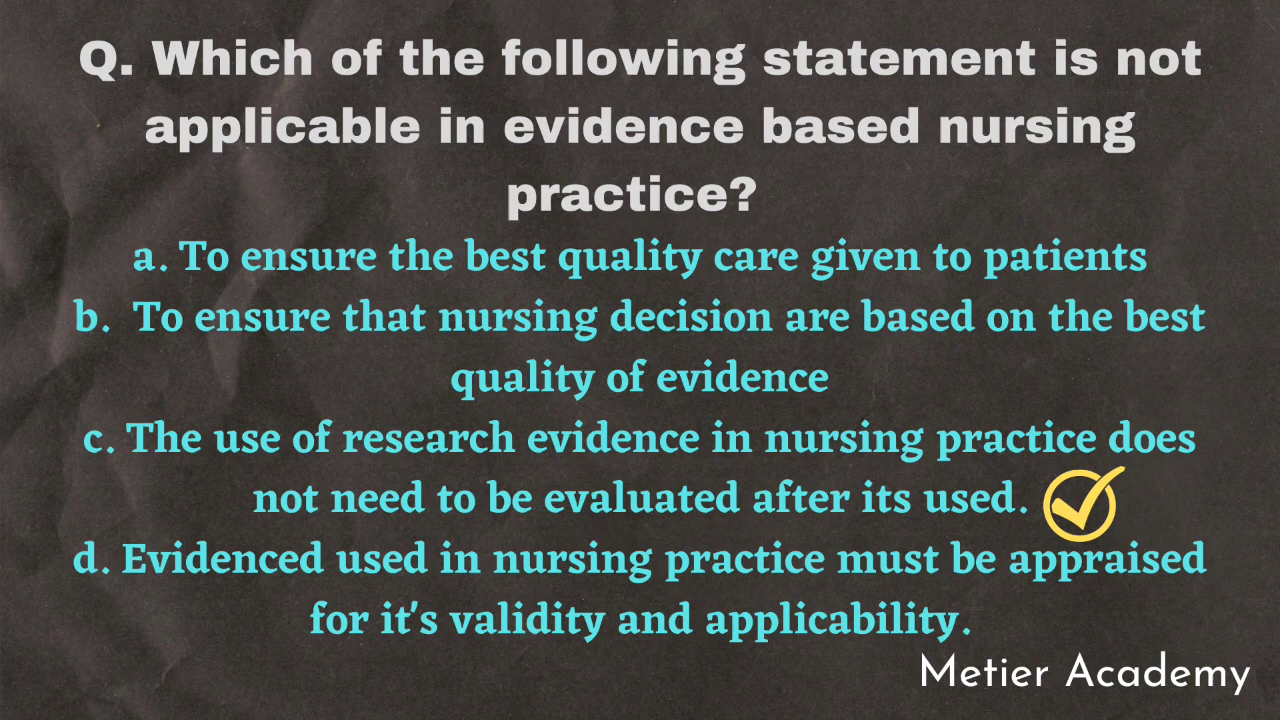 Q. Which of the following statement is not
applicable in evidence based nursing
practice?
a. To ensure the best quality care given to patients
b. To ensure that nursing decision are based on the best
quality of evidence
c. The use of research evidence in nursing practice does
not need to be evaluated after its used.
d. Evidenced used in nursing practice must be appraised
for it's validity and applicability.
Metier Academy